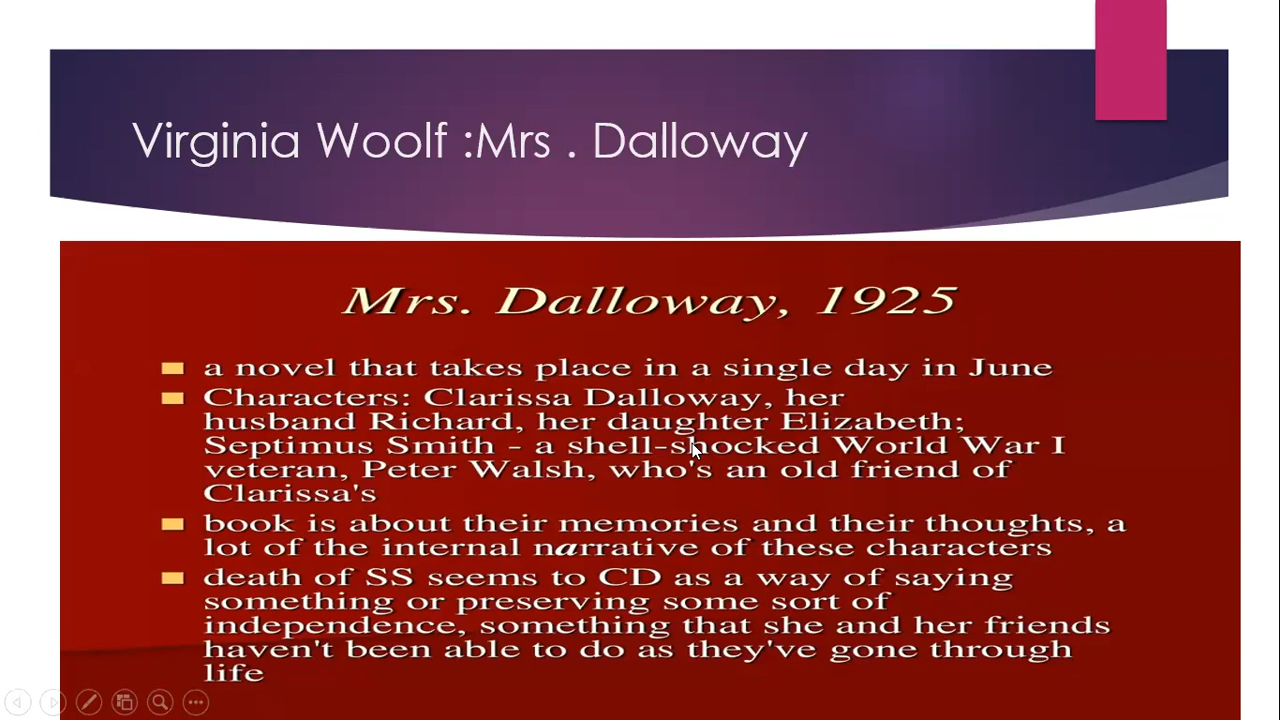 Virginia Woolf :Mrs . Dalloway
Mrs. Dalloway, 1925
a novel that takes place in a single day in June
Characters: Clarissa Dalloway, her
husband Richard, her daughter Elizabeth;
Septimus Smith - a shell-shocked World War I
veteran, Peter Walsh, who's an old friend of
Clarissa's
book is about their memories and their thoughts, a
lot of the internal narrative of these characters
death of SS seems to CD as a way of saying
something or preserving some sort of
independence, something that she and her friends
haven't been able to do as they've gone through
life